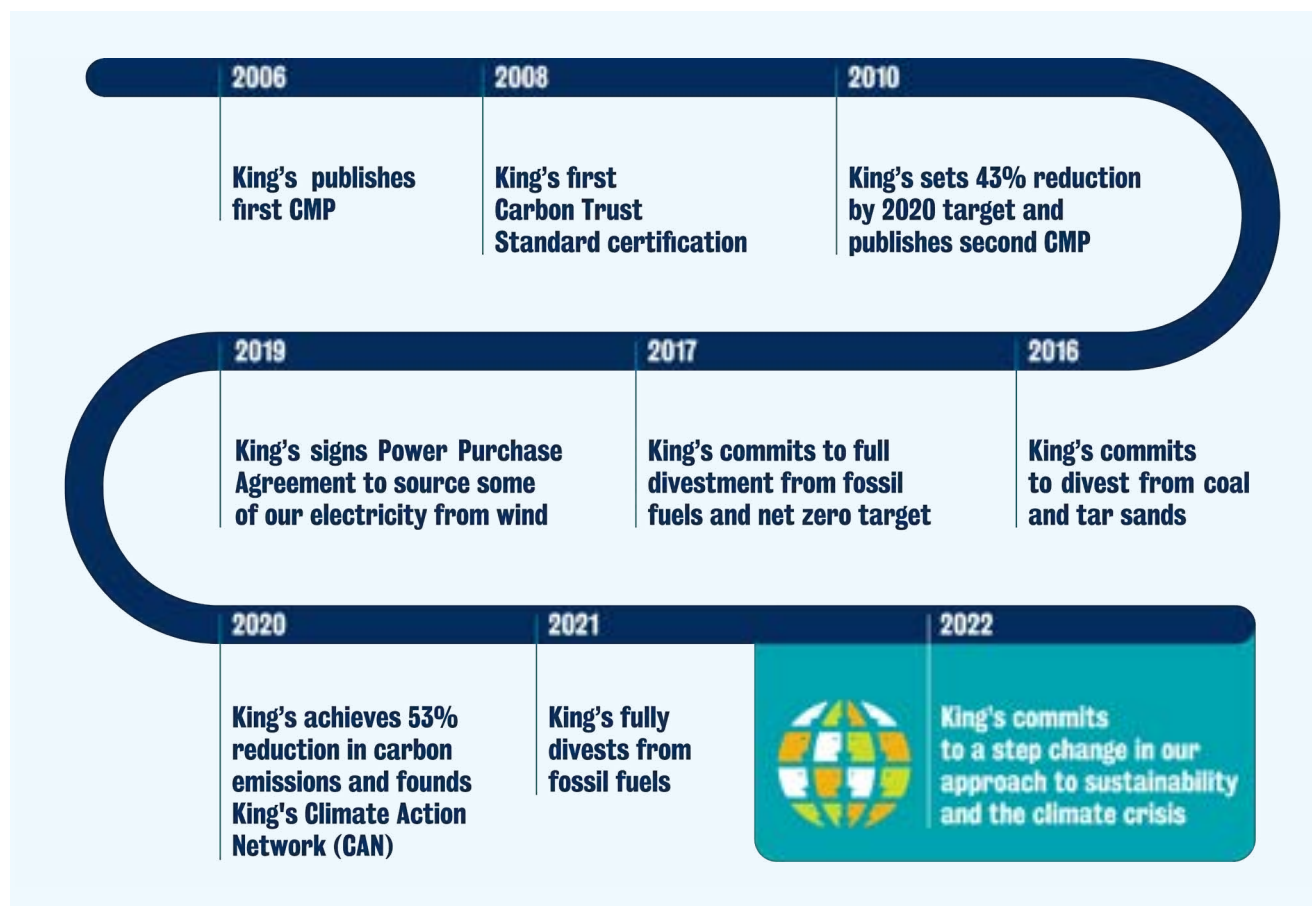 2006
King's publishes
first CMP
2008
King's first
Carbon Trust
Standard certification
2010
King's sets 43% reduction
by 2020 target and
publishes second CMP
2016
King's commits
to divest from coal
and tar sands
2017
King's commits to full
divestment from fossil
fuels and net zero target
2019
King's signs Power Purchase
Agreement to source some
of our electricity from wind
2020
King's achieves 53%
reduction in carbon
emissions and founds
King's Climate Action
Network (CAN)
2021
King's fully
divests from
fossil fuels
2022
King's commits
to a step change in our
approach to sustainability
and the climate crisis